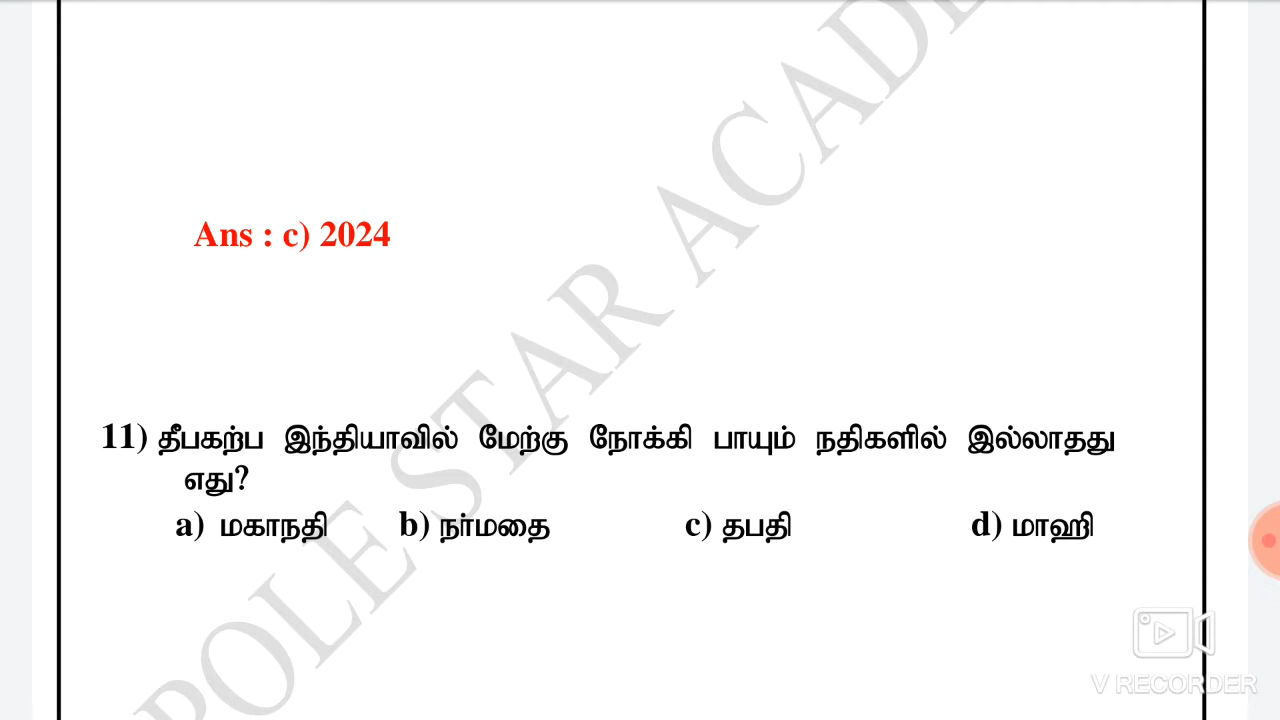 Ans : c) 2024
11) தீபகற்ப இந்தியாவில் மேற்கு நோக்கி பாயும் நதிகளில் இல்லாதது
எது?
a) மகாநதி b) நர்மதை c) தபதி d) மாஹி
POLE STAR ACADE
V RECORDER